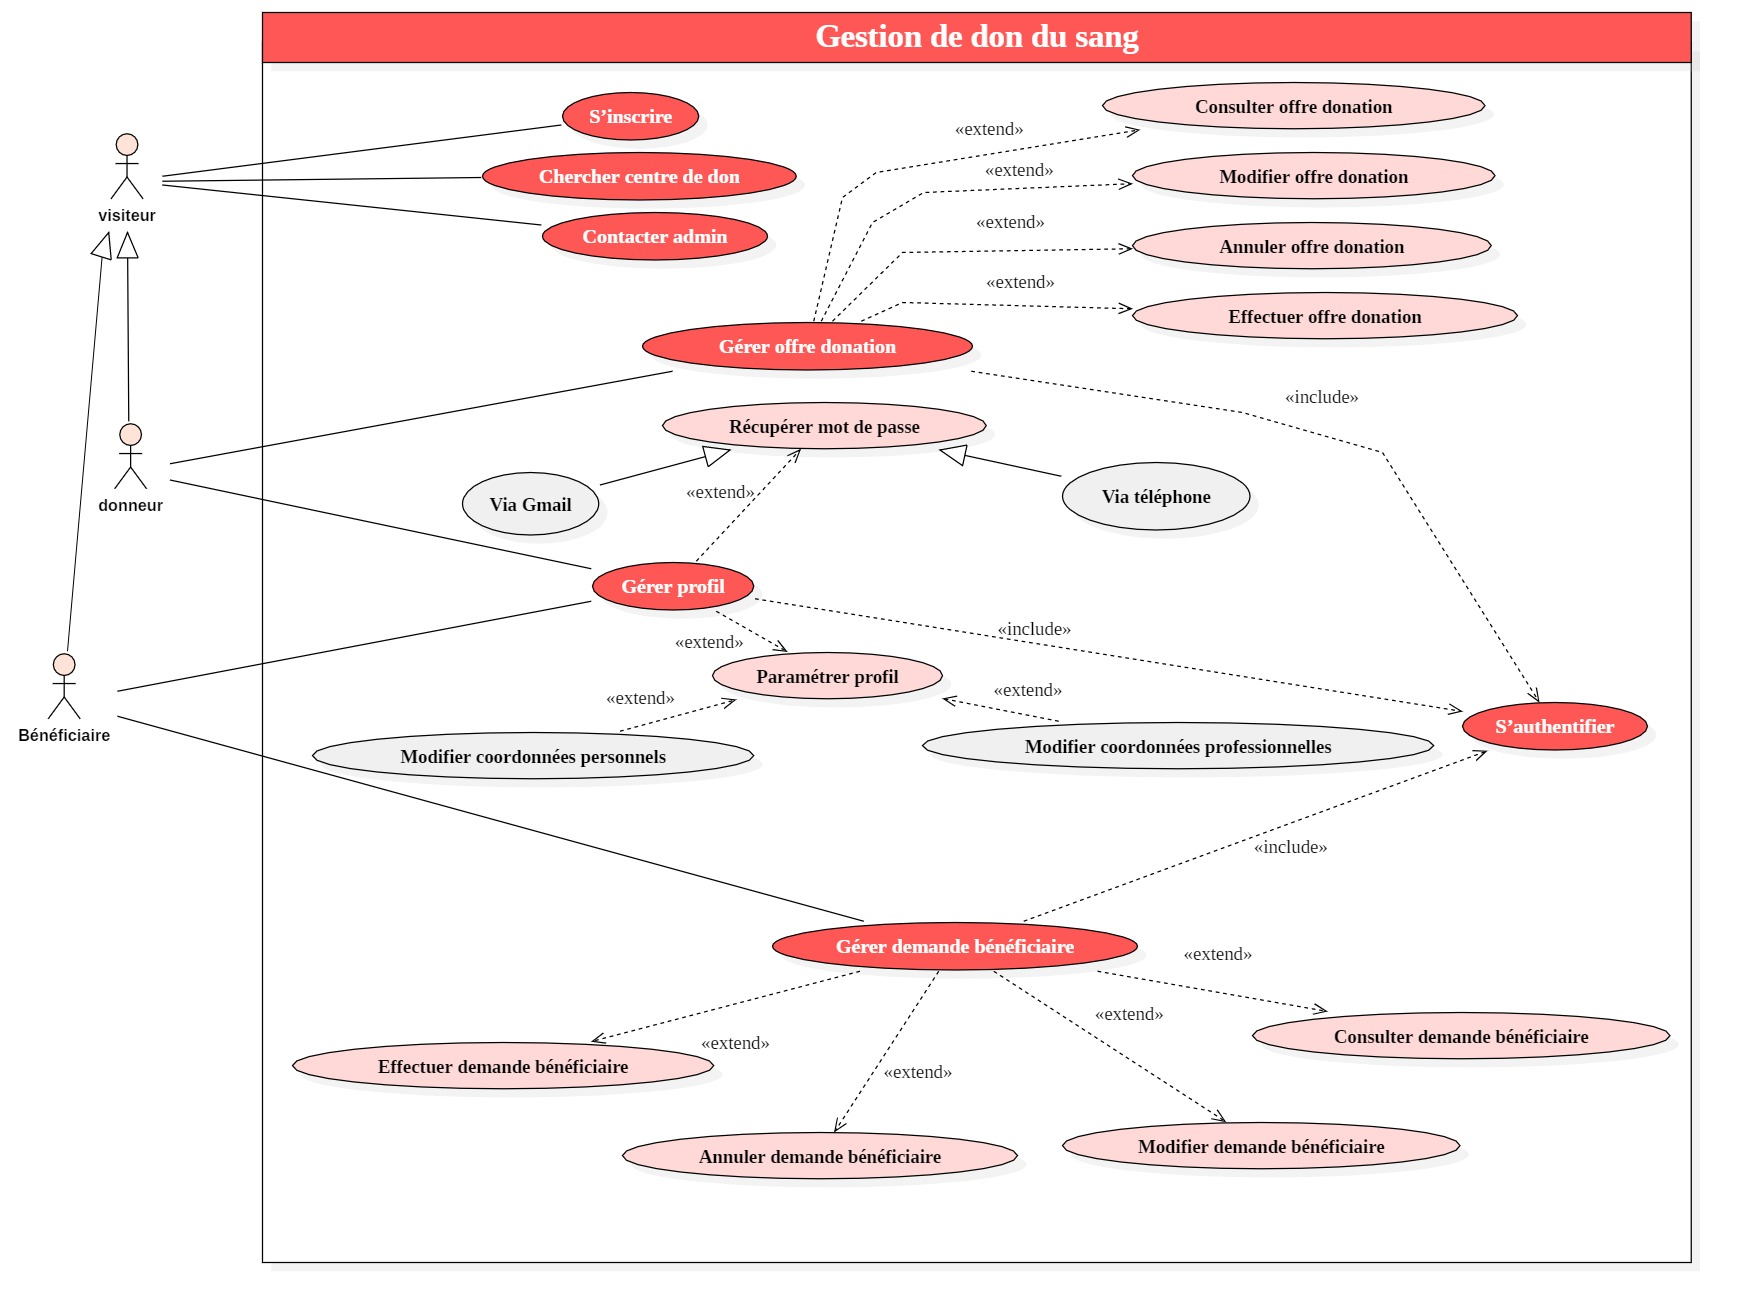 Gestion de don du sang
S’inscrire
Chercher centre de don
Contacter admin
visiteur
«extend»
Consulter offre donation
«extend»
Modifier offre donation
«extend»
Annuler offre donation
«extend»
Effectuer offre donation
Gérer offre donation
«include»
Récupérer mot de passe
donneur
Via Gmail
«extend»
Via téléphone
Gérer profil
«include»
«extend»
Paramétrer profil
«extend»
«extend»
Bénéficiaire
Modifier coordonnées personnels
Modifier coordonnées professionnelles
S’authentifier
«include»
Gérer demande bénéficiaire
«extend»
«extend»
Consulter demande bénéficiaire
«extend»
Effectuer demande bénéficiaire
«extend»
Annuler demande bénéficiaire
Modifier demande bénéficiaire